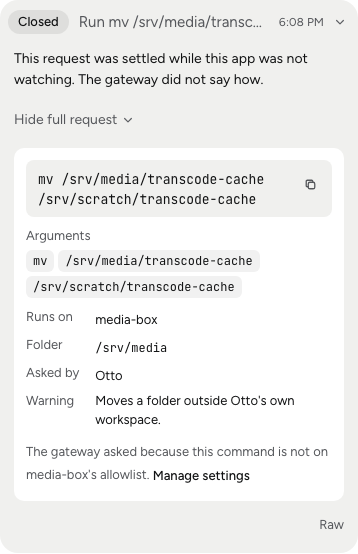 Closed Run mv /srv/media/transc... 6:08 PM
This request was settled while this app was not
watching. The gateway did not say how.
Hide full request
mv /srv/media/transcode-cache
/srv/scratch/transcode-cache
Arguments
mv /srv/media/transcode-cache
/srv/scratch/transcode-cache
Runs on media-box
Folder /srv/media
Asked by Otto
Warning Moves a folder outside Otto's own
workspace.
The gateway asked because this command is not on
media-box's allowlist. Manage settings
Raw